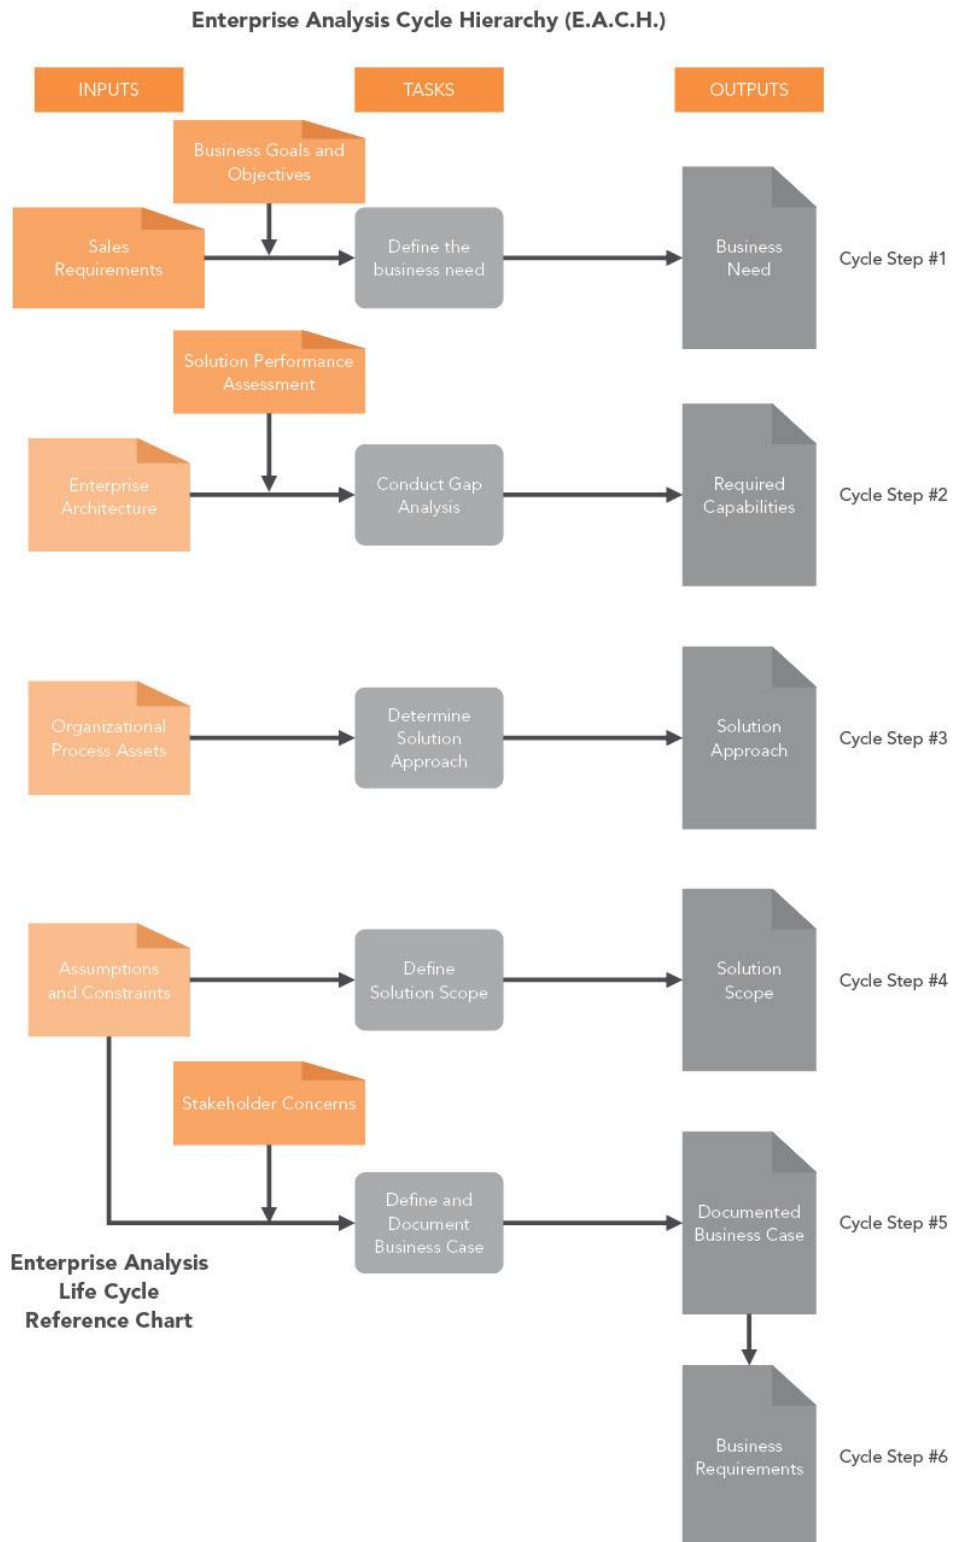 Enterprise Analysis Cycle Hierarchy (E.A.C.H.)
INPUTS
TASKS
OUTPUTS
Business Goals and
Objectives
Sales
Requirements
Define the
business need
Business
Need
Cycle Step #1
Solution Performance
Assessment
Enterprise
Architecture
Conduct Gap
Analysis
Required
Capabilities
Cycle Step #2
Organizational
Process Assets
Determine
Solution
Approach
Solution
Approach
Cycle Step #3
Assumptions
and Constraints
Define
Solution Scope
Solution
Scope
Cycle Step #4
Stakeholder Concerns
Define and
Document
Business Case
Documented
Business Case
Cycle Step #5
Enterprise Analysis
Life Cycle
Reference Chart
Business
Requirements
Cycle Step #6